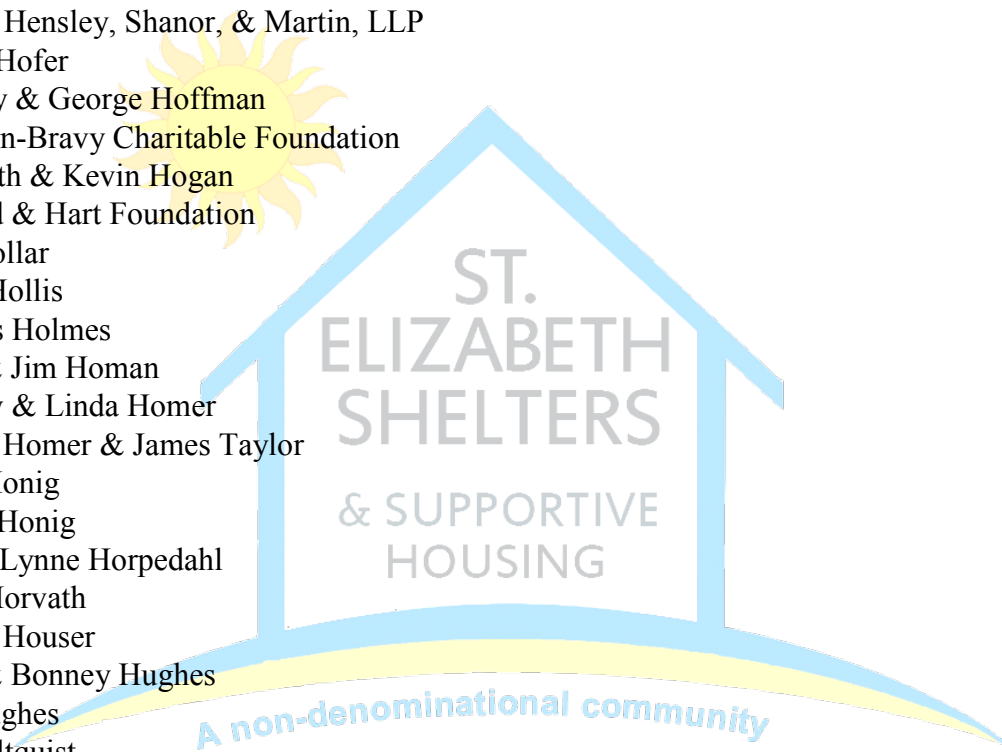 Hensley, Shanor, & Martin, LLP
Hofer
& George Hoffman
n-Bravy Charitable Foundation
th & Kevin Hogan
& Hart Foundation
ollar
Hollis
s Holmes
Jim Homan
& Linda Homer
Homer & James Taylor
Honig
Honig
Lynne Horpedahl
Horvath
Houser
Bonney Hughes
ghes
ltquist
ST.
ELIZABETH
SHELTERS
& SUPPORTIVE
HOUSING
A non-denominational community